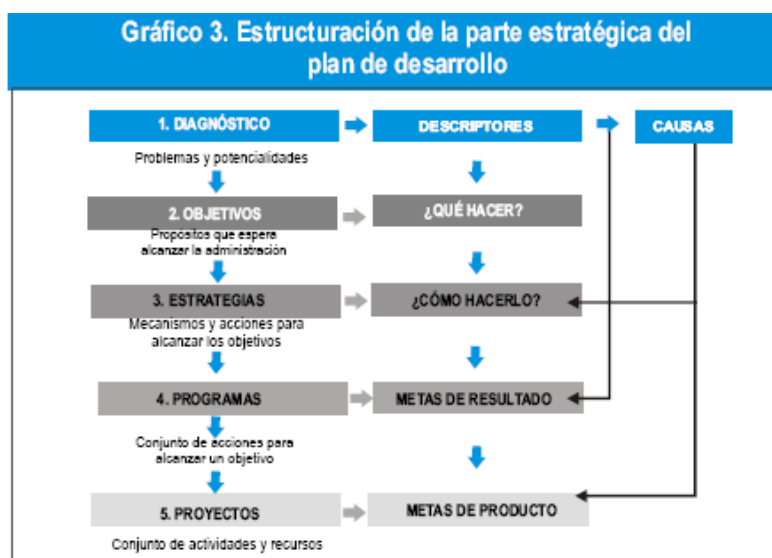 Gráfico 3. Estructuración de la parte estratégica del
plan de desarrollo
1. DIAGNÓSTICO
DESCRIPTORES
CAUSAS
Problemas y potencialidades
2. OBJETIVOS
¿QUÉ HACER?
Propósitos que espera
alcanzar la administración
3. ESTRATEGIAS
¿CÓMO HACERLO?
Mecanismos y acciones para
alcanzar los objetivos
4. PROGRAMAS
METAS DE RESULTADO
Conjunto de acciones para
alcanzar un objetivo
5. PROYECTOS
METAS DE PRODUCTO
Conjunto de actividades y recursos